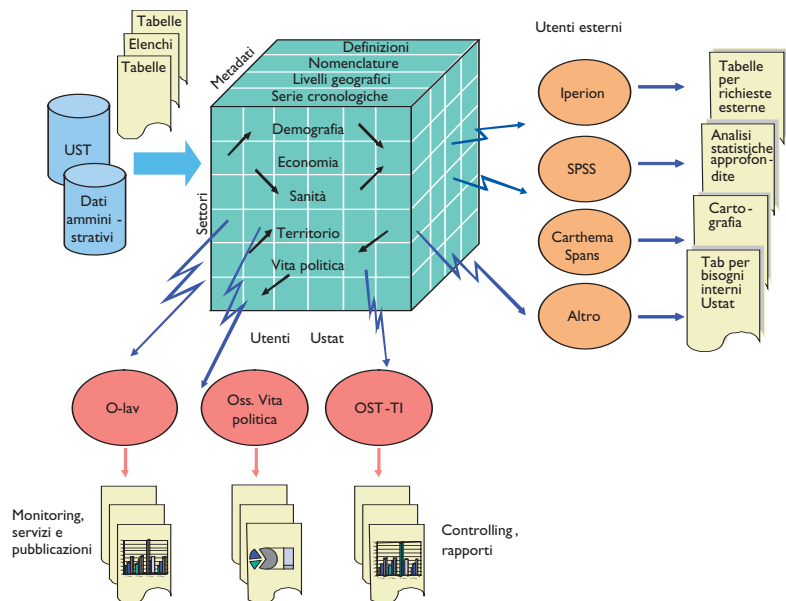 Tabelle
Elenchi
Tabelle
UST
Dati
ammini - 
strativi
Metadati
Definizioni
Nomenclature
Livelli geografici
Serie cronologiche
Settori
Demografia
Economia
Sanità
Territorio
Vita politica
Utenti esterni
Iperion
SPSS
Carthema
Spans
Altro
Tabelle
per
richieste
esterne
Analisi
statistiche
approfon-
dite
Carto-
grafia
Tab per
bisogni
interni
Ustat
Utenti Ustat
O-lav
Oss. Vita
politica
OST -TI
Monitoring,
servizi e
pubblicazioni
Controlling ,
rapporti